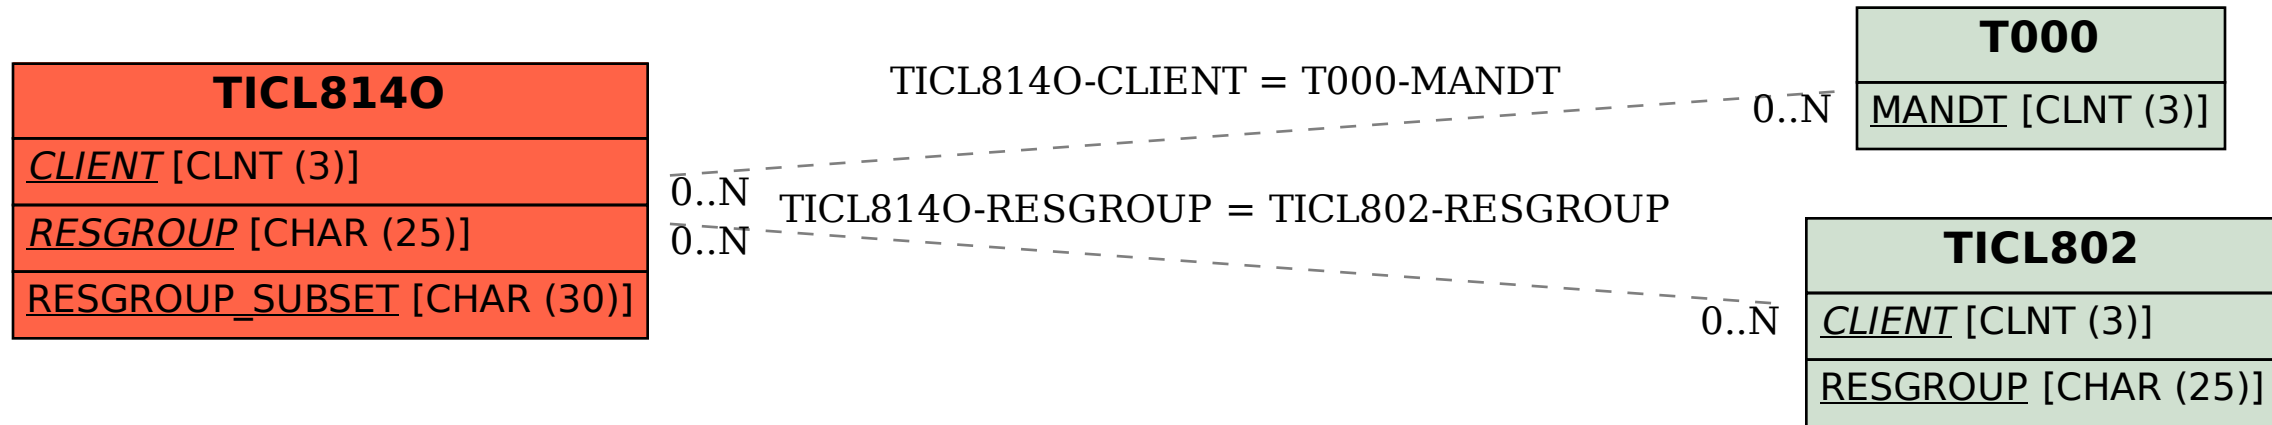 TICL814O
CLIENT [CLNT (3)]
RESGROUP [CHAR (25)]
RESGROUP_SUBSET [CHAR (30)]
TICL814O-CLIENT = T000-MANDT
0..N
0..N
TICL814O-RESGROUP = TICL802-RESGROUP
0..N
0..N
T000
MANDT [CLNT (3)]
TICL802
CLIENT [CLNT (3)]
RESGROUP [CHAR (25)]